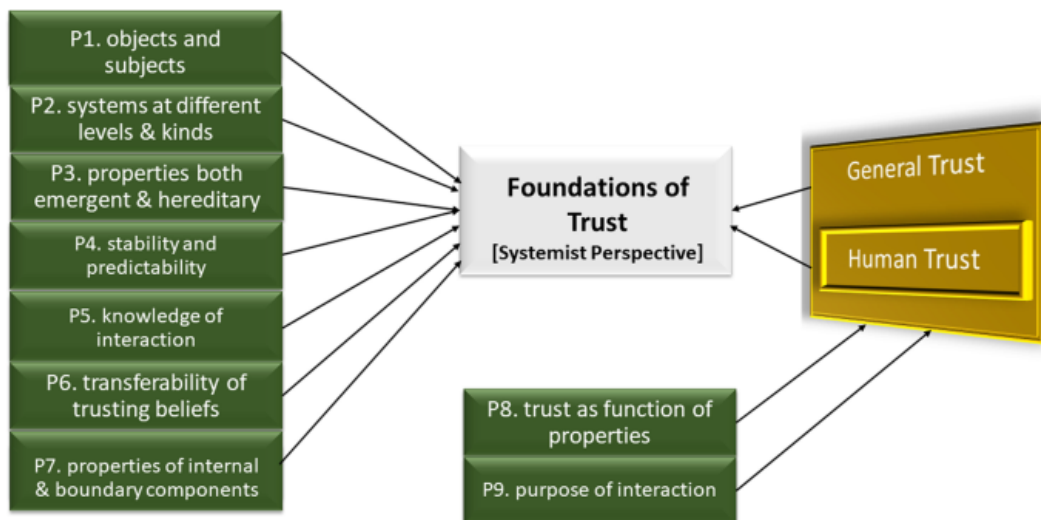 P1. objects and
subjects
P2. systems at different
levels & kinds
P3. properties both
emergent & hereditary
P4. stability and
predictability
P5. knowledge of
interaction
P6. transferability of
trusting beliefs
P7. properties of internal
& boundary components
Foundations of
Trust
[Systemist Perspective]
General Trust
Human Trust
P8. trust as function of
properties
P9. purpose of interaction